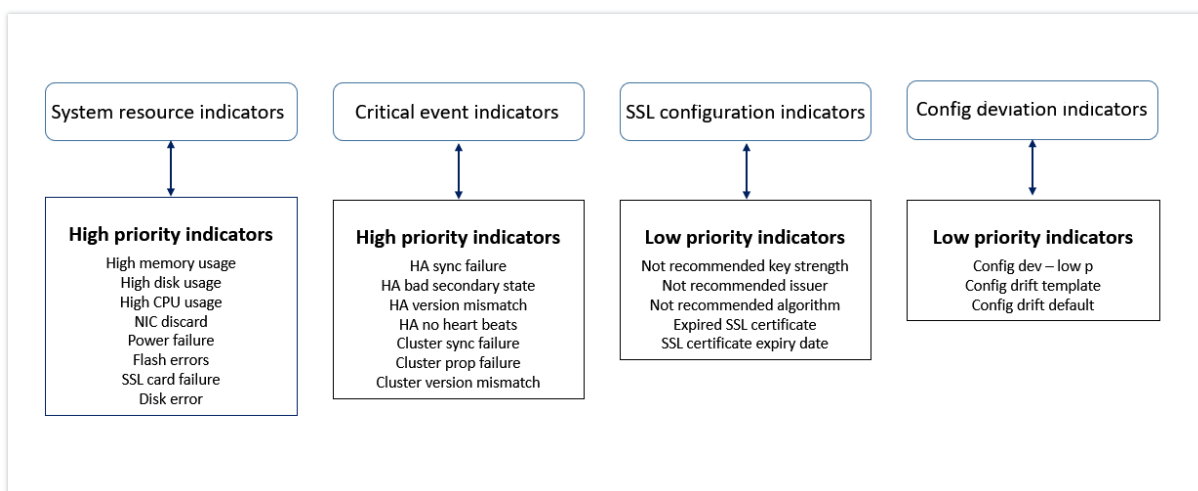 System resource indicators
High priority indicators
High memory usage
High disk usage
High CPU usage
NIC discard
Power failure
Flash errors
SSL card failure
Disk error
Critical event indicators
High priority indicators
HA sync failure
HA bad secondary state
HA version mismatch
HA no heart beats
Cluster sync failure
Cluster prop failure
Cluster version mismatch
SSL configuration indicators
Low priority indicators
Not recommended key strength
Not recommended issuer
Not recommended algorithm
Expired SSL certificate
SSL certificate expiry date
Config deviation indicators
Low priority indicators
Config dev – low p
Config drift template
Config drift default